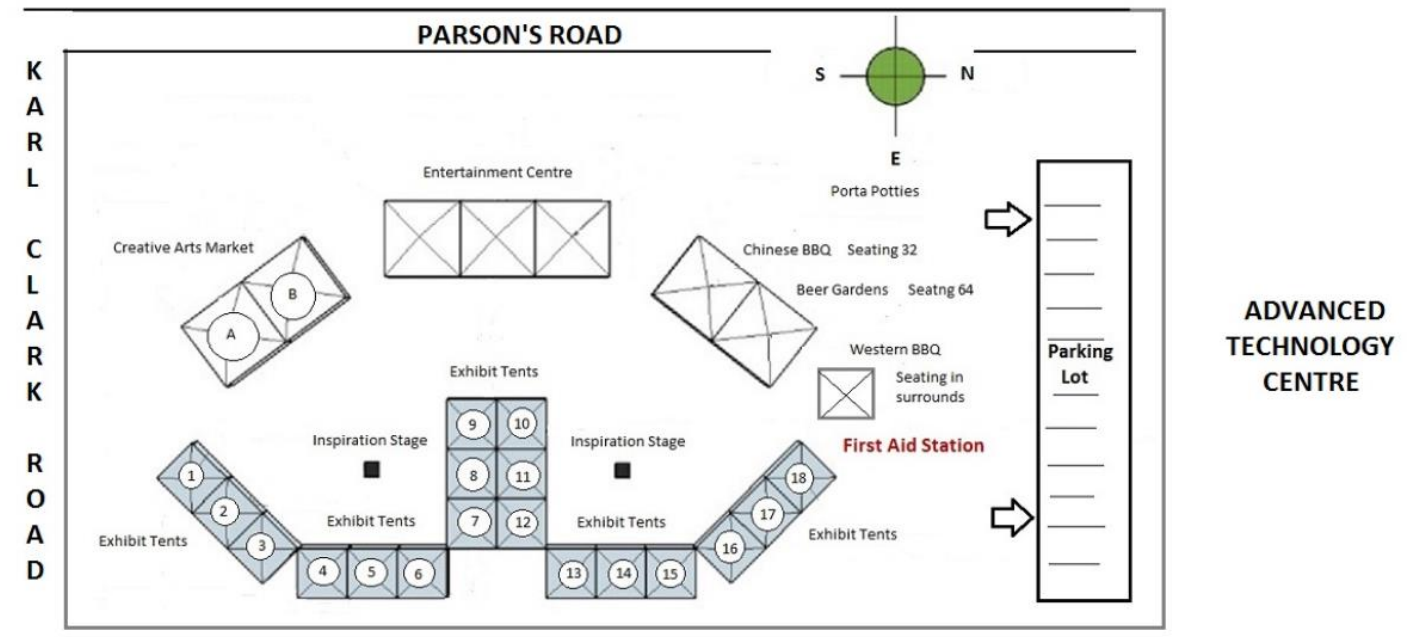 PARSON'S ROAD
KARL CLARK ROAD
S N
E
Entertainment Centre
Porta Potties
Creative Arts Market
Chinese BBQ Seating 32
B
A
Beer Gardens Seatng 64
Western BBQ
Seating in
surrounds
Exhibit Tents
9 10
Inspiration Stage
Inspiration Stage
First Aid Station
8 11
1
2
3
Exhibit Tents
Exhibit Tents
7 12
Exhibit Tents
18
17
16
Exhibit Tents
4 5 6
13 14 15
Parking
Lot
ADVANCED
TECHNOLOGY
CENTRE